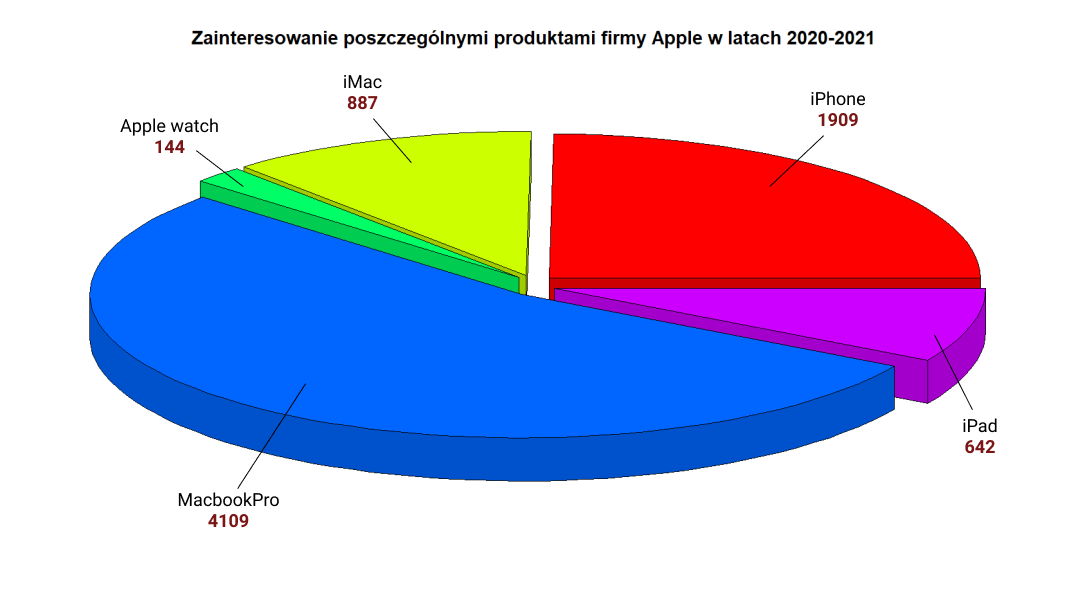 Zainteresowanie poszczególnymi produktami firmy Apple w latach 2020-2021
iMac
887
iPhone
1909
Apple watch
144
iPad
642
MacbookPro
4109